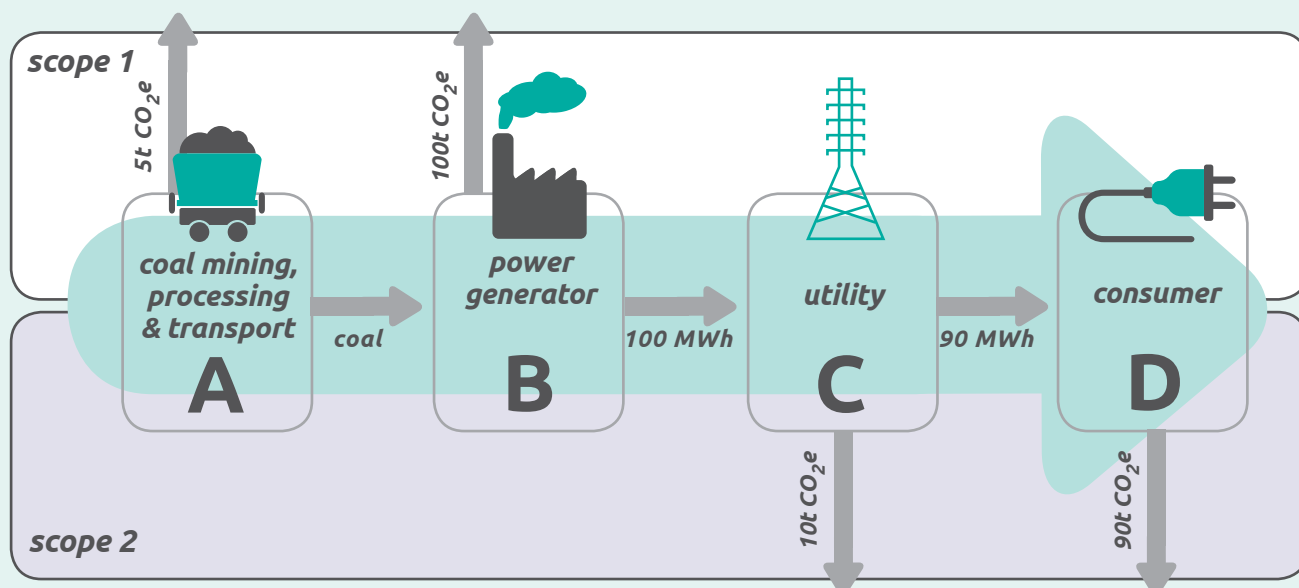 scope 1
5t CO₂e
100t CO₂e
coal mining,
processing
& transport
A
coal
power
generator
B
100 MWh
utility
C
90 MWh
consumer
D
10t CO₂e
90t CO₂e
scope 2